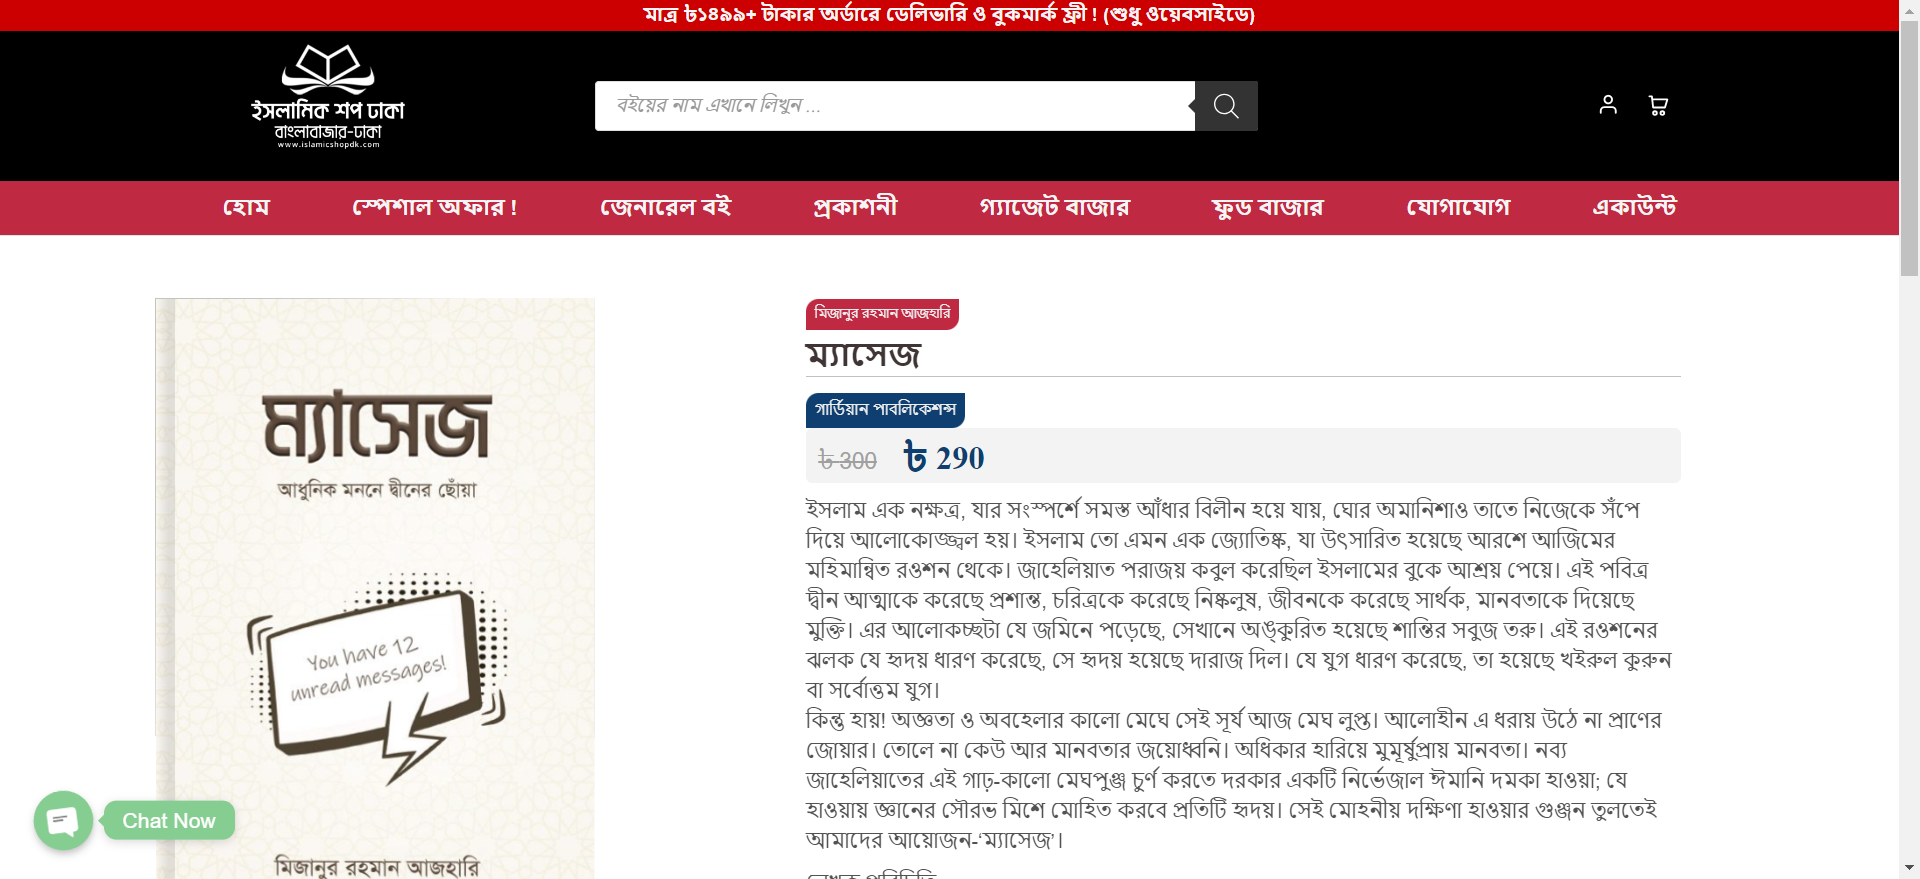 মাত্র ৳১৪৯৯+ টাকার অর্ডারে ডেলিভারি ও বুকমার্ক ফ্রী ! (শুধু ওয়েবসাইডে)
ইসলামিক শপ ঢাকা
বাংলাবাজার-ঢাকা
www.islamicshopdk.com
বইয়ের নাম এখানে লিখুন ...
হোম
স্পেশাল অফার !
জেনারেল বই
প্রকাশনী
গ্যাজেট বাজার
ফুড বাজার
যোগাযোগ
একাউন্ট
ম্যাসেজ
আধুনিক মননে দ্বীনের ছোঁয়া
You have 12
unread messages!
মিজানুর রহমান আজহারি
Chat Now
মিজানুর রহমান আজহারি
ম্যাসেজ
গার্ডিয়ান পাবলিকেশন্স
৳ 300 ৳ 290
ইসলাম এক নক্ষত্র, যার সংস্পর্শে সমস্ত আঁধার বিলীন হয়ে যায়, ঘোর অমানিশাও তাতে নিজেকে সঁপে
দিয়ে আলোকোজ্জ্বল হয়। ইসলাম তো এমন এক জ্যোতিষ্ক, যা উৎসারিত হয়েছে আরশে আজিমের
মহিমান্বিত রওশন থেকে। জাহেলিয়াত পরাজয় কবুল করেছিল ইসলামের বুকে আশ্রয় পেয়ে। এই পবিত্র
দ্বীন আত্মাকে করেছে প্রশান্ত, চরিত্রকে করেছে নিষ্কলুষ, জীবনকে করেছে সার্থক, মানবতাকে দিয়েছে
মুক্তি। এর আলোকচ্ছটা যে জমিনে পড়েছে, সেখানে অঙ্কুরিত হয়েছে শান্তির সবুজ তরু। এই রওশনের
ঝলক যে হৃদয় ধারণ করেছে, সে হৃদয় হয়েছে দারাজ দিল। যে যুগ ধারণ করেছে, তা হয়েছে খইরুল কুরুন
বা সর্বোত্তম যুগ।
কিন্তু হায়! অজ্ঞতা ও অবহেলার কালো মেঘে সেই সূর্য আজ মেঘ লুপ্ত। আলোহীন এ ধরায় উঠে না প্রাণের
জোয়ার। তোলে না কেউ আর মানবতার জয়োধ্বনি। অধিকার হারিয়ে মুমূর্ষুপ্রায় মানবতা। নব্য
জাহেলিয়াতের এই গাঢ়-কালো মেঘপুঞ্জ চুর্ণ করতে দরকার একটি নির্ভেজাল ঈমানি দমকা হাওয়া; যে
হাওয়ায় জ্ঞানের সৌরভ মিশে মোহিত করবে প্রতিটি হৃদয়। সেই মোহনীয় দক্ষিণা হাওয়ার গুঞ্জন তুলতেই
আমাদের আয়োজন-‘ম্যাসেজ’।